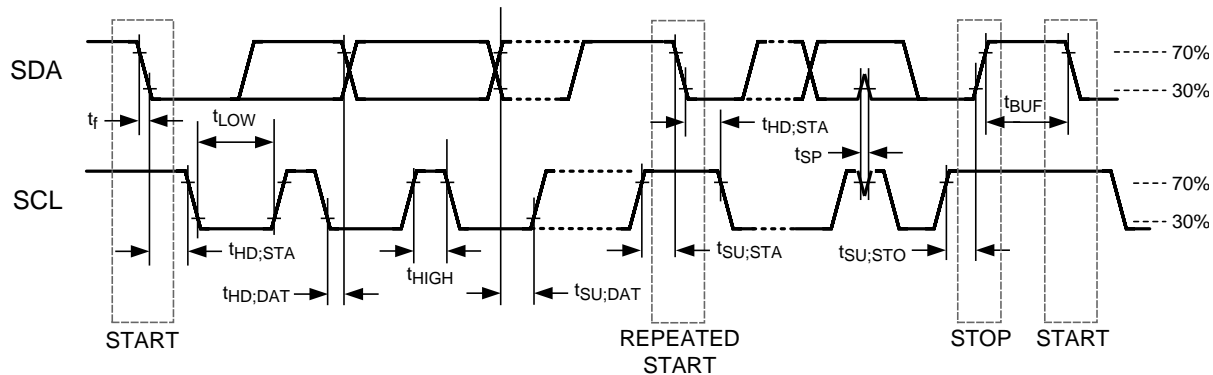 SDA
70%
30%
tf
tLOW
tHD;STA
tBUF
tSP
SCL
70%
30%
tHD;STA
tHIGH
tSU;STA
tSU;STO
tHD;DAT
tSU;DAT
START
REPEATED
START
STOP
START